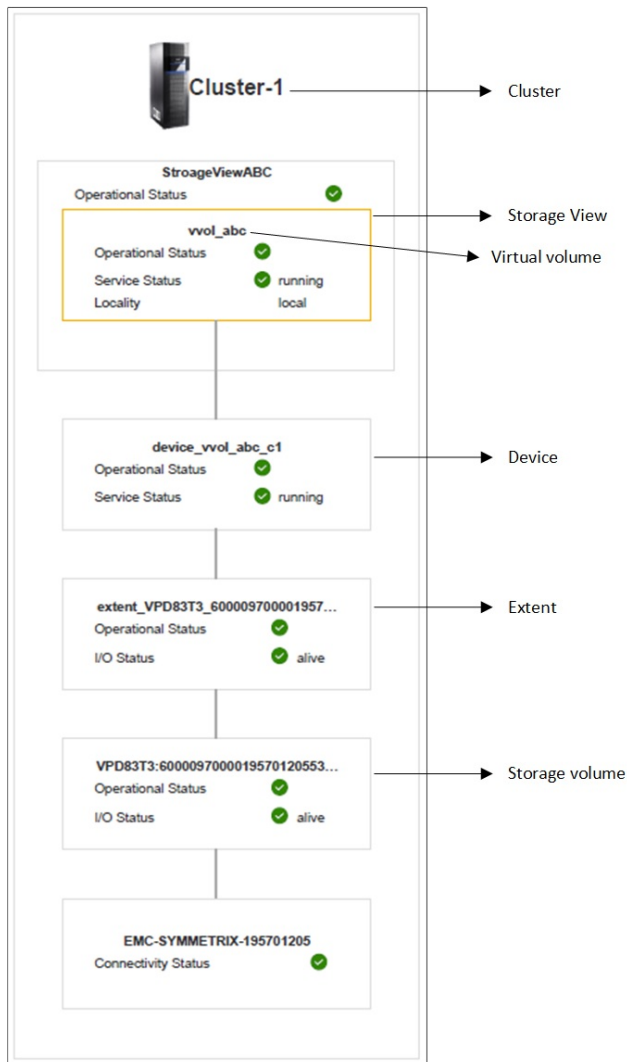 Cluster-1
Cluster
StroageViewABC
Operational Status
Storage View
vvol_abc
Virtual volume
Operational Status
Service Status running
Locality local
device_vvol_abc_c1
Device
Operational Status
Service Status running
extent_VPD83T3_600009700001957...
Extent
Operational Status
I/O Status alive
VPD83T3:6000097000019570120553...
Storage volume
Operational Status
I/O Status alive
EMC-SYMMETRIX-195701205
Connectivity Status